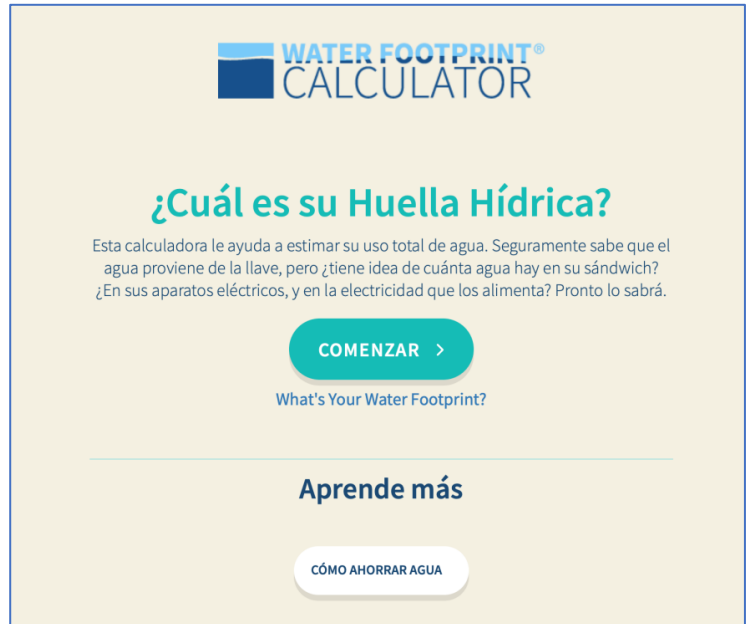 WATER FOOTPRINT®
CALCULATOR
¿Cuál es su Huella Hídrica?
Esta calculadora le ayuda a estimar su uso total de agua. Seguramente sabe que el
agua proviene de la llave, pero ¿tiene idea de cuánta agua hay en su sándwich?
¿En sus aparatos eléctricos, y en la electricidad que los alimenta? Pronto lo sabrá.
COMENZAR >
What's Your Water Footprint?
Aprende más
CÓMO AHORRAR AGUA